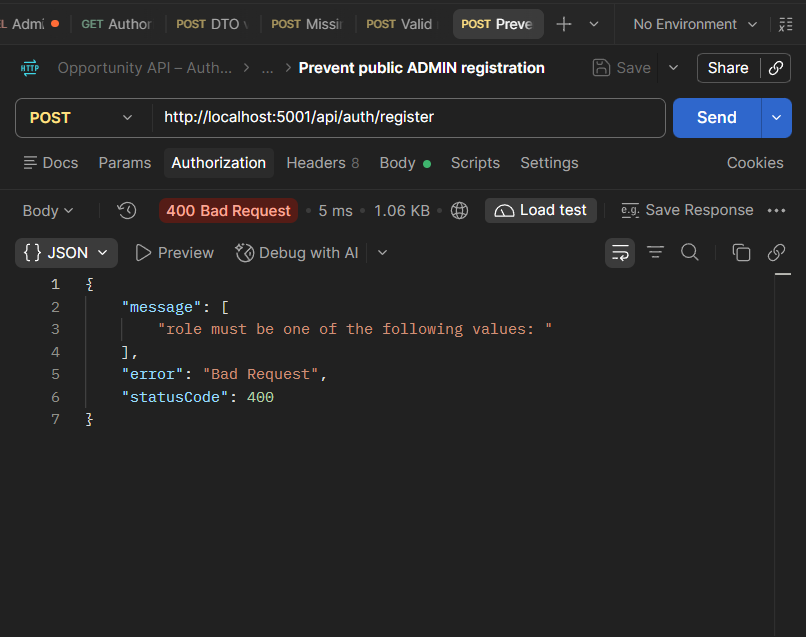 EL Admi
GET Author
POST DTO
POST Missi
POST Valid
POST Preve
No Environment
HTTP Opportunity API – Auth... > ... > Prevent public ADMIN registration
Save
Share
POST
http://localhost:5001/api/auth/register
Send
Docs Params Authorization Headers 8 Body Scripts Settings
Cookies
Body
400 Bad Request • 5 ms • 1.06 KB •
Load test
e.g. Save Response
{} JSON
Preview
Debug with AI
1 {
2 "message": [
3 "role must be one of the following values: "
4 ],
5 "error": "Bad Request",
6 "statusCode": 400
7 }